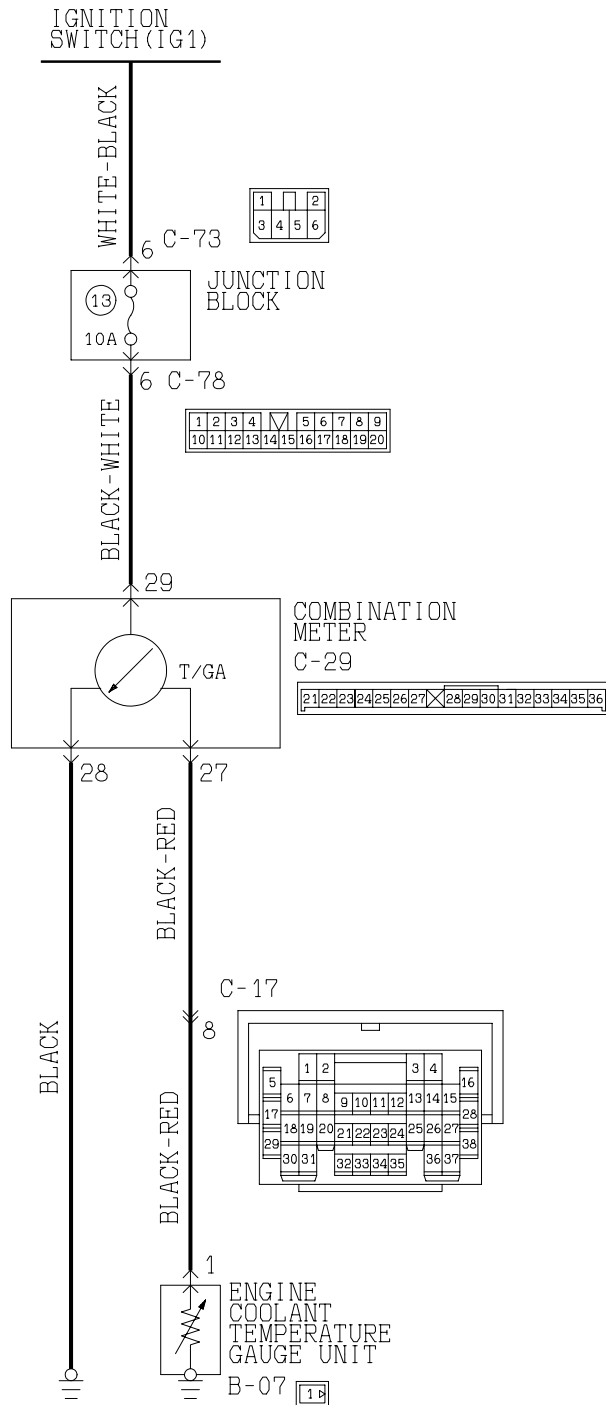 IGNITION
SWITCH(IG1)
WHITE-BLACK
1 2
3 4 5 6
6 C-73
JUNCTION
BLOCK
13
10A
6 C-78
1 2 3 4 5 6 7 8 9
10 11 12 13 14 15 16 17 18 19 20
BLACK-WHITE
29
COMBINATION
METER
C-29
T/GA
21 22 23 24 25 26 27 28 29 30 31 32 33 34 35 36
28 27
BLACK-RED
C-17
8
BLACK
1 2 3 4
5 16
6 7 8 9 10 11 12 13 14 15
17 28
18 19 20 21 22 23 24 25 26 27
29 38
30 31 32 33 34 35 36 37
BLACK-RED
1
ENGINE
COOLANT
TEMPERATURE
GAUGE UNIT
B-07
1